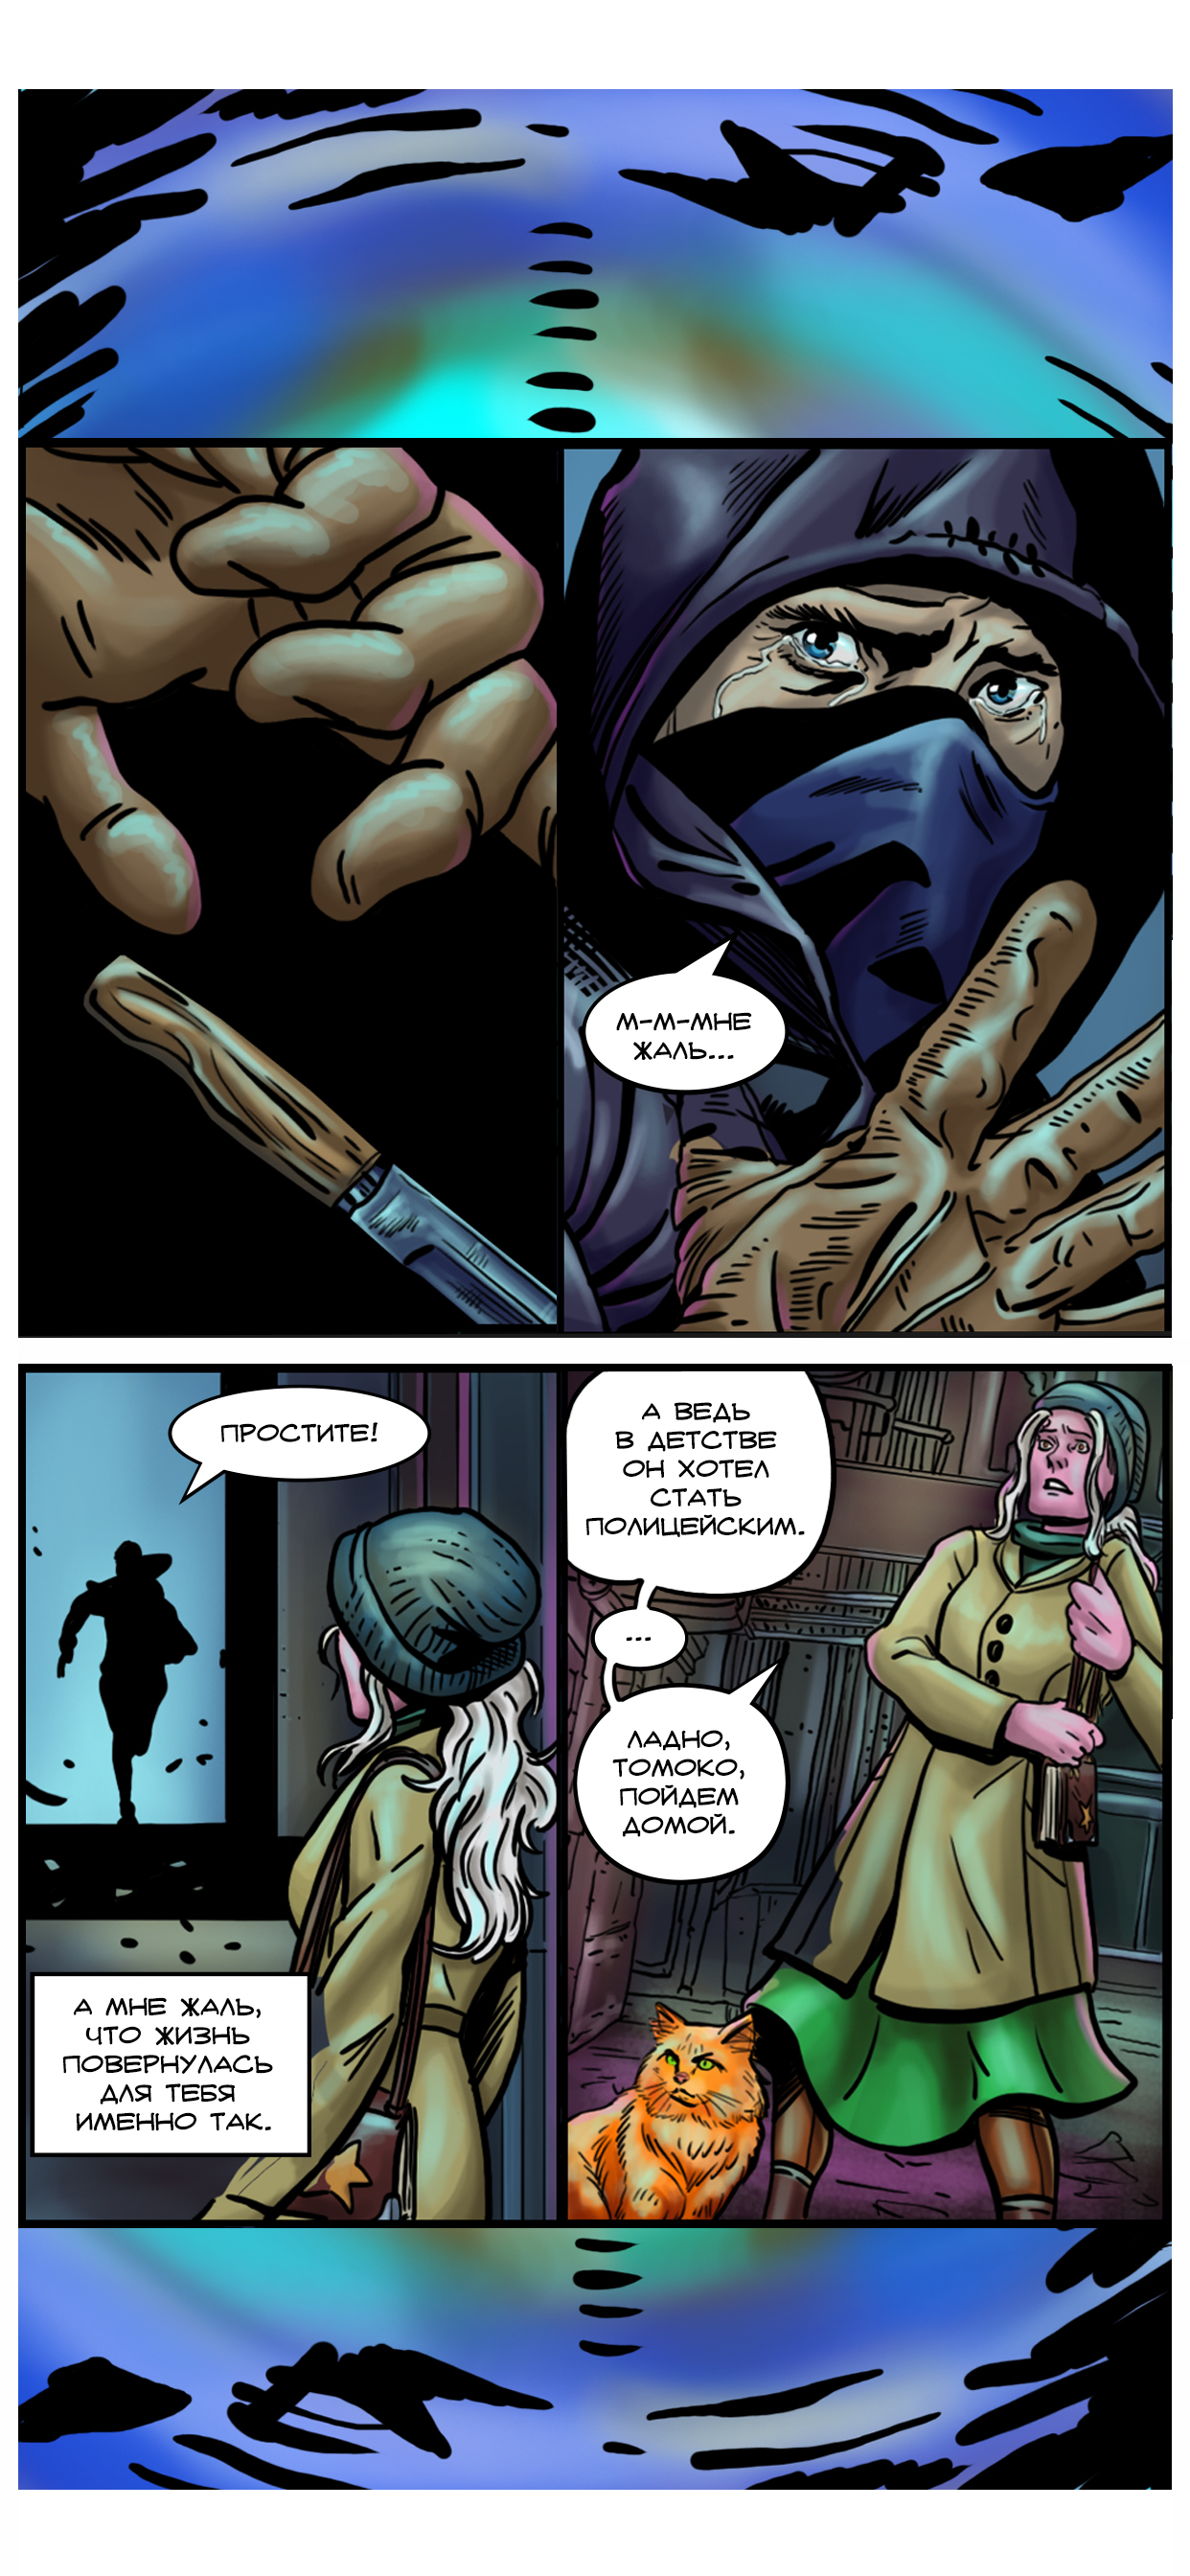 М-М-МНЕ
ЖАЛЬ...
ПРОСТИТЕ!
А МНЕ ЖАЛЬ,
ЧТО ЖИЗНЬ
ПОВЕРНУЛАСЬ
ДЛЯ ТЕБЯ
ИМЕННО ТАК.
А ВЕДЬ
В ДЕТСТВЕ
ОН ХОТЕЛ
СТАТЬ
ПОЛИЦЕЙСКИМ.
...
ЛАДНО,
ТОМОКО,
ПОЙДЕМ
ДОМОЙ.